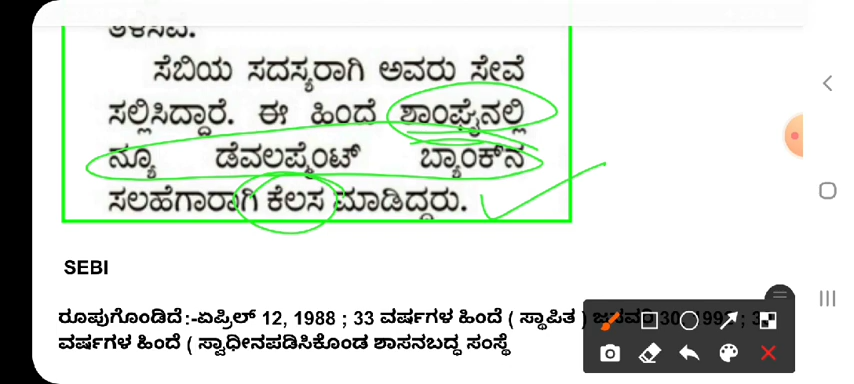 ಸೆಬಿಯ ಸದಸ್ಯರಾಗಿ ಅವರು ಸೇವೆ
ಸಲ್ಲಿಸಿದ್ದಾರೆ. ಈ ಹಿಂದೆ ಶಾಂಘೈನಲ್ಲಿ
ನ್ಯೂ ಡೆವಲಪ್ಮೆಂಟ್ ಬ್ಯಾಂಕ್‌ನ
ಸಲಹೆಗಾರಾಗಿ ಕೆಲಸ ಮಾಡಿದ್ದರು.
SEBI
ರೂಪುಗೊಂಡಿದೆ:-ಏಪ್ರಿಲ್ 12, 1988 ; 33 ವರ್ಷಗಳ ಹಿಂದೆ ( ಸ್ಥಾಪಿತ )
ವರ್ಷಗಳ ಹಿಂದೆ ( ಸ್ವಾಧೀನಪಡಿಸಿಕೊಂಡ ಶಾಸನಬದ್ಧ ಸಂಸ್ಥೆ